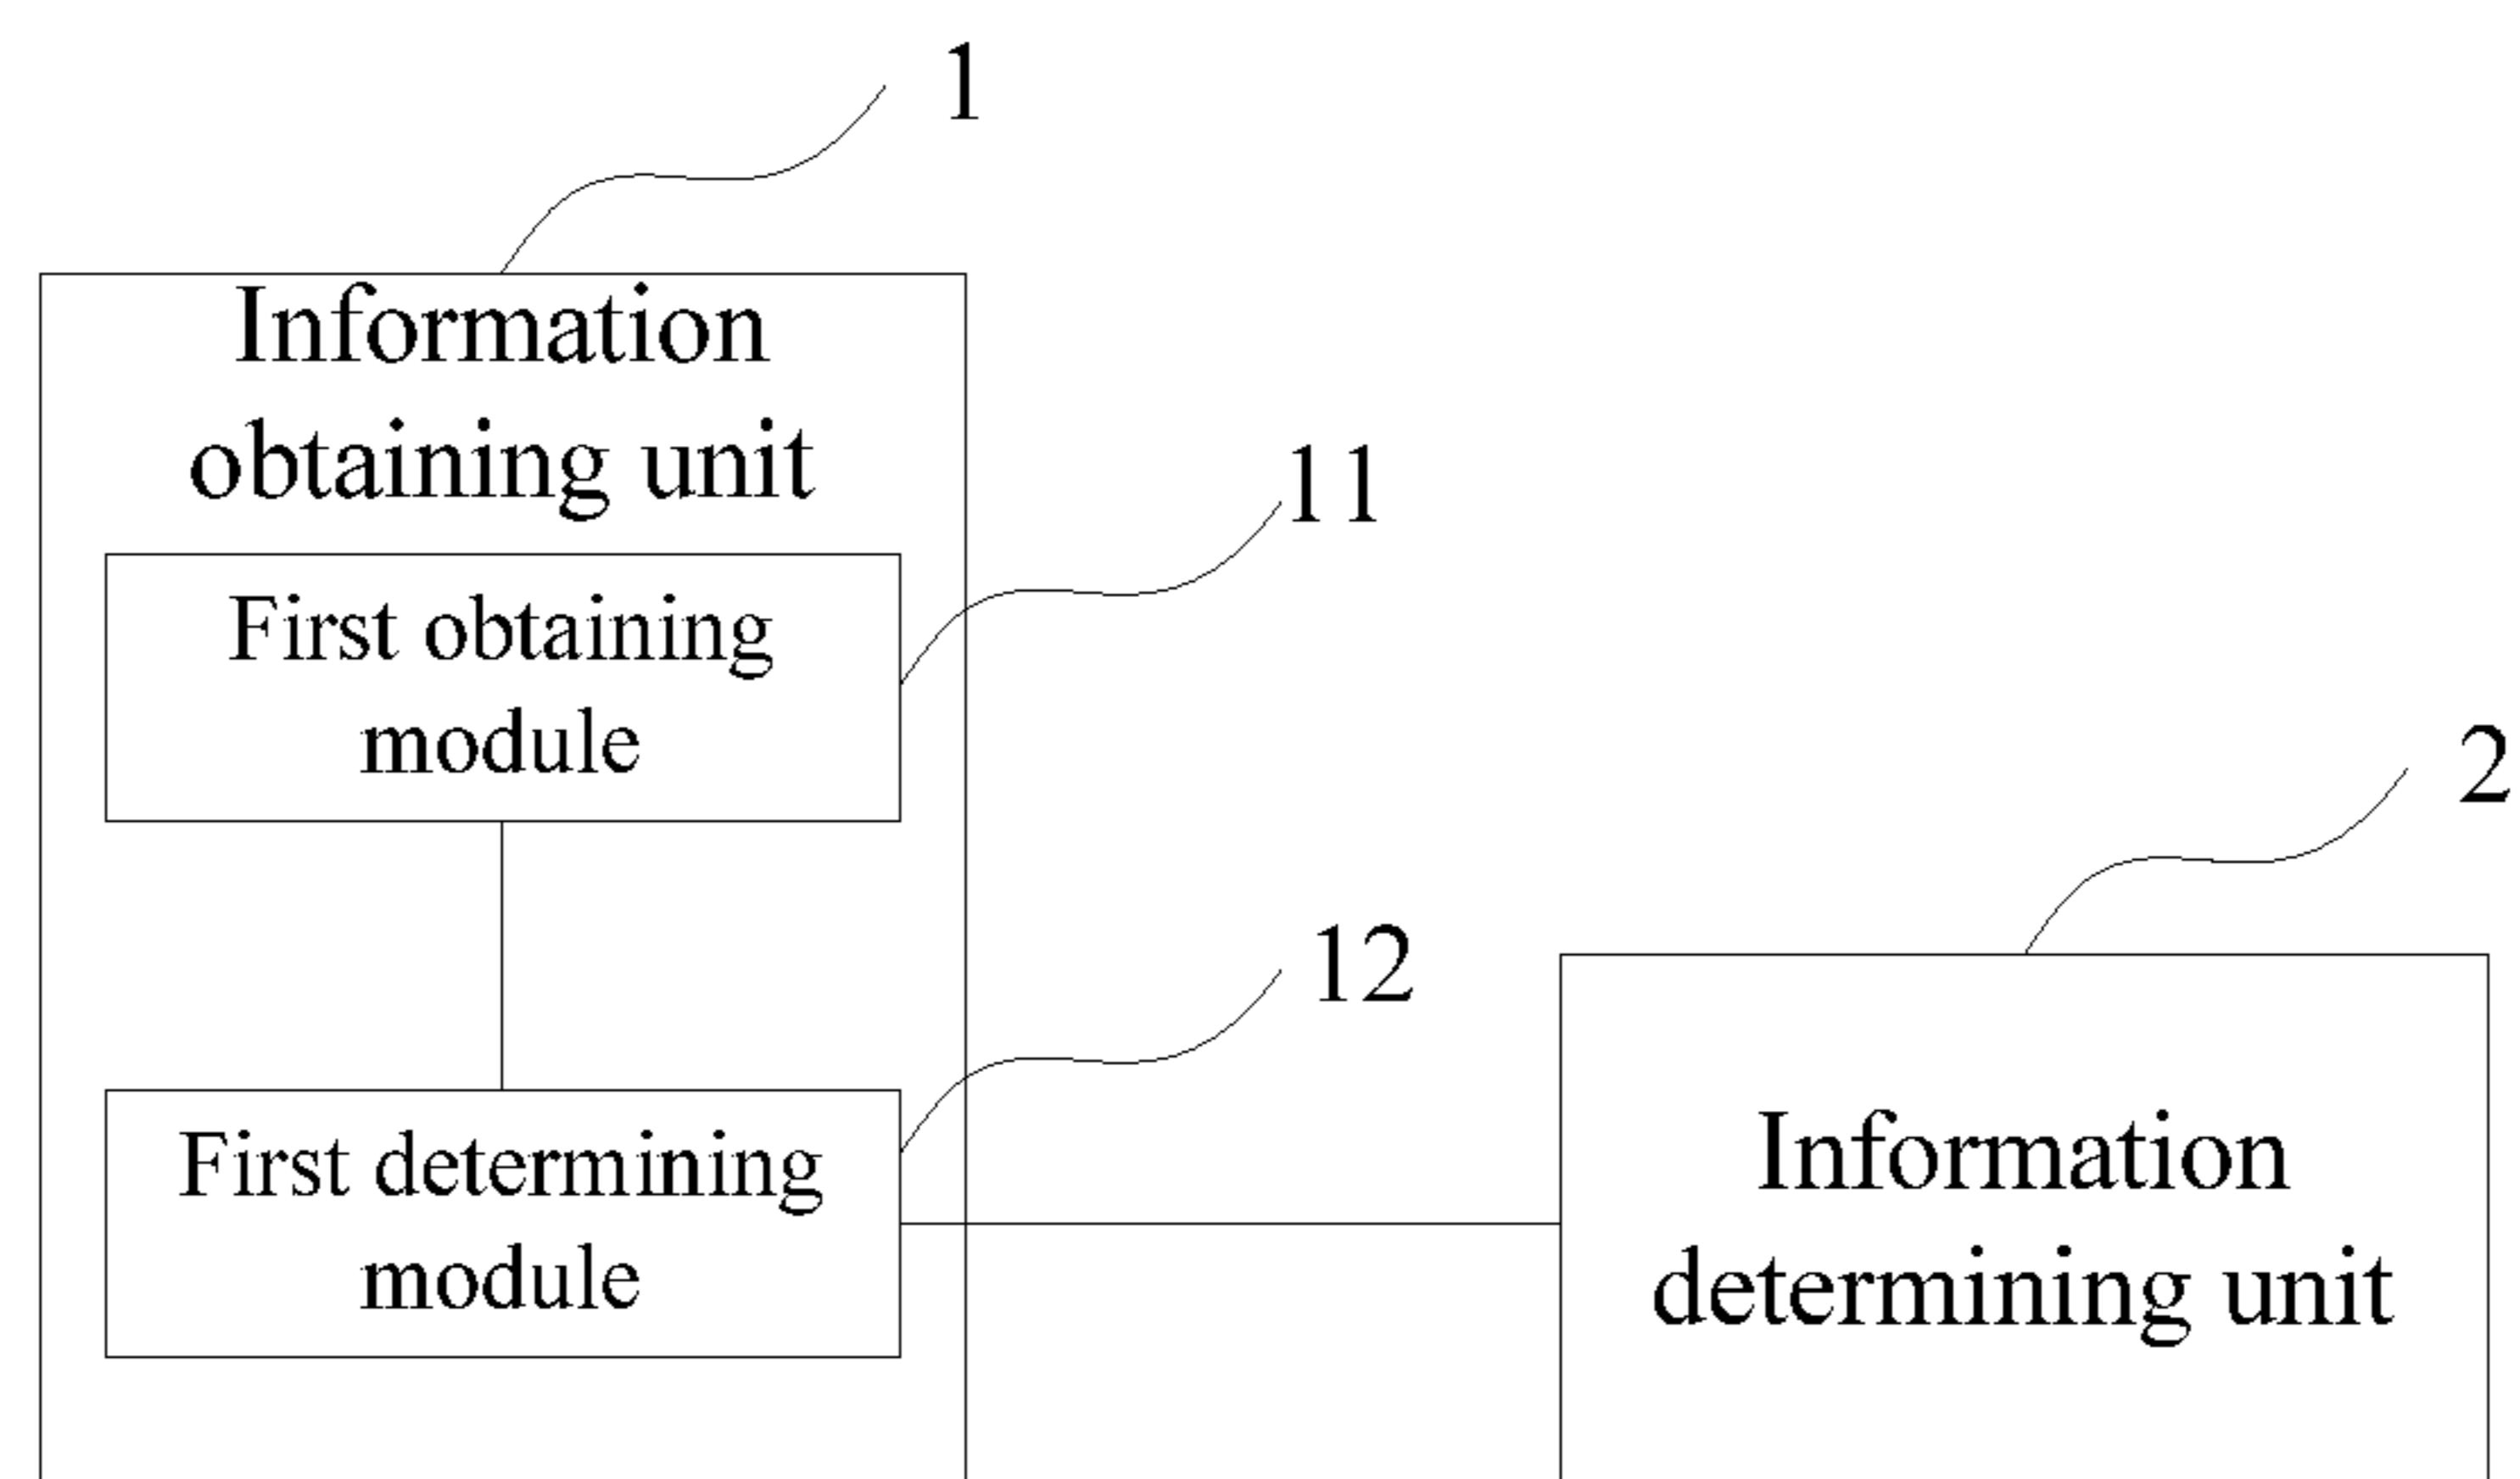 1
Information
obtaining unit
11
First obtaining
module
2
12
First determining
module
Information
determining unit